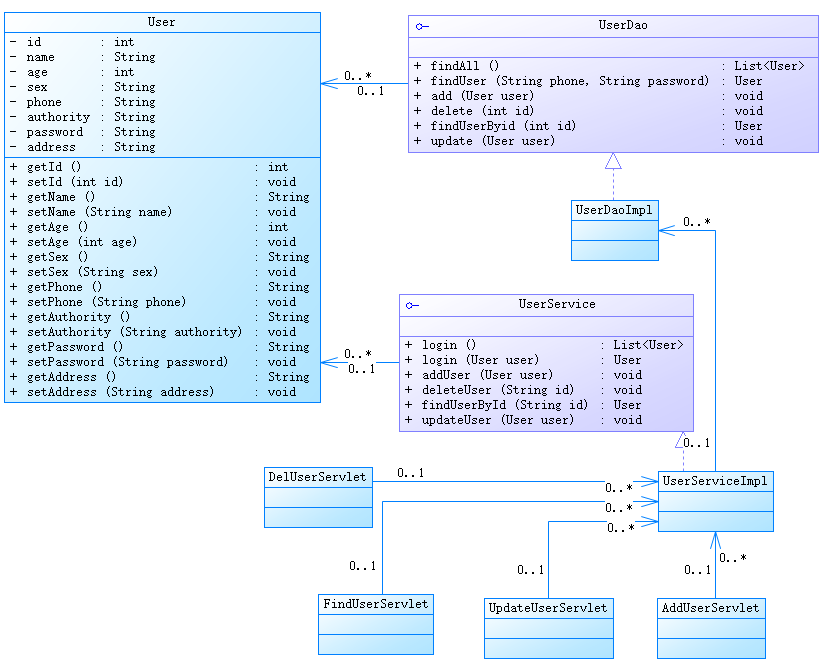 User
- id : int
- name : String
- age : int
- sex : String
- phone : String
- authority : String
- password : String
- address : String
+ getId () : int
+ setId (int id) : void
+ getName () : String
+ setName (String name) : void
+ getAge () : int
+ setAge (int age) : void
+ getSex () : String
+ setSex (String sex) : void
+ getPhone () : String
+ setPhone (String phone) : void
+ getAuthority () : String
+ setAuthority (String authority) : void
+ getPassword () : String
+ setPassword (String password) : void
+ getAddress () : String
+ setAddress (String address) : void
0..*
0..1
UserDao
+ findAll () : List<User>
+ findUser (String phone, String password) : User
+ add (User user) : void
+ delete (int id) : void
+ findUserByid (int id) : User
+ update (User user) : void
UserDaoImpl
0..*
UserService
+ login () : List<User>
+ login (User user) : User
+ addUser (User user) : void
+ deleteUser (String id) : void
+ findUserById (String id) : User
+ updateUser (User user) : void
0..*
0..1
0..1
DelUserServlet
0..1
0..*
UserServiceImpl
0..*
0..*
0..1
0..1
0..1
0..*
FindUserServlet
UpdateUserServlet
AddUserServlet